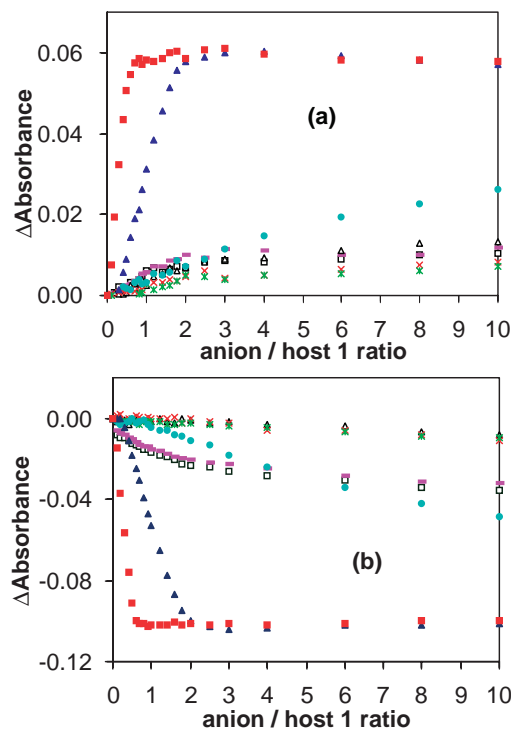 0.06
0.04
0.02
0.00
ΔAbsorbance
(a)
0 1 2 3 4 5 6 7 8 9 10
anion / host 1 ratio
0.00
-0.04
-0.08
-0.12
ΔAbsorbance
(b)
0 1 2 3 4 5 6 7 8 9 10
anion / host 1 ratio